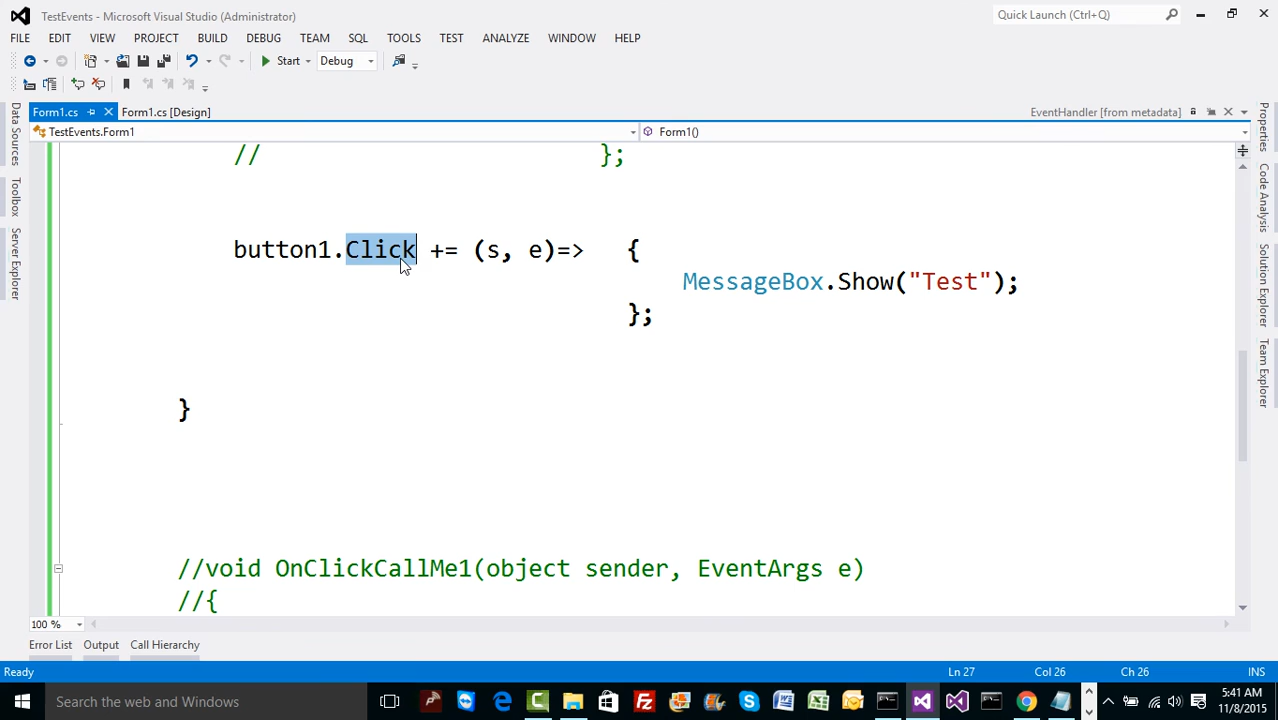 TestEvents - Microsoft Visual Studio (Administrator)
Quick Launch (Ctrl+Q)
FILE EDIT VIEW PROJECT BUILD DEBUG TEAM SQL TOOLS TEST ANALYZE WINDOW HELP
Start Debug
Form1.cs Form1.cs [Design] EventHandler [from metadata]
TestEvents.Form1 Form1()
Data Sources
Toolbox
Server Explorer
Properties
Code Analysis
Solution Explorer
Team Explorer
// };
button1.Click += (s, e)=> {
MessageBox.Show("Test");
};
}
//void OnClickCallMe1(object sender, EventArgs e)
//{
100 %
Error List Output Call Hierarchy
Ready Ln 27 Col 26 Ch 26 INS
Search the web and Windows
5:41 AM
11/8/2015